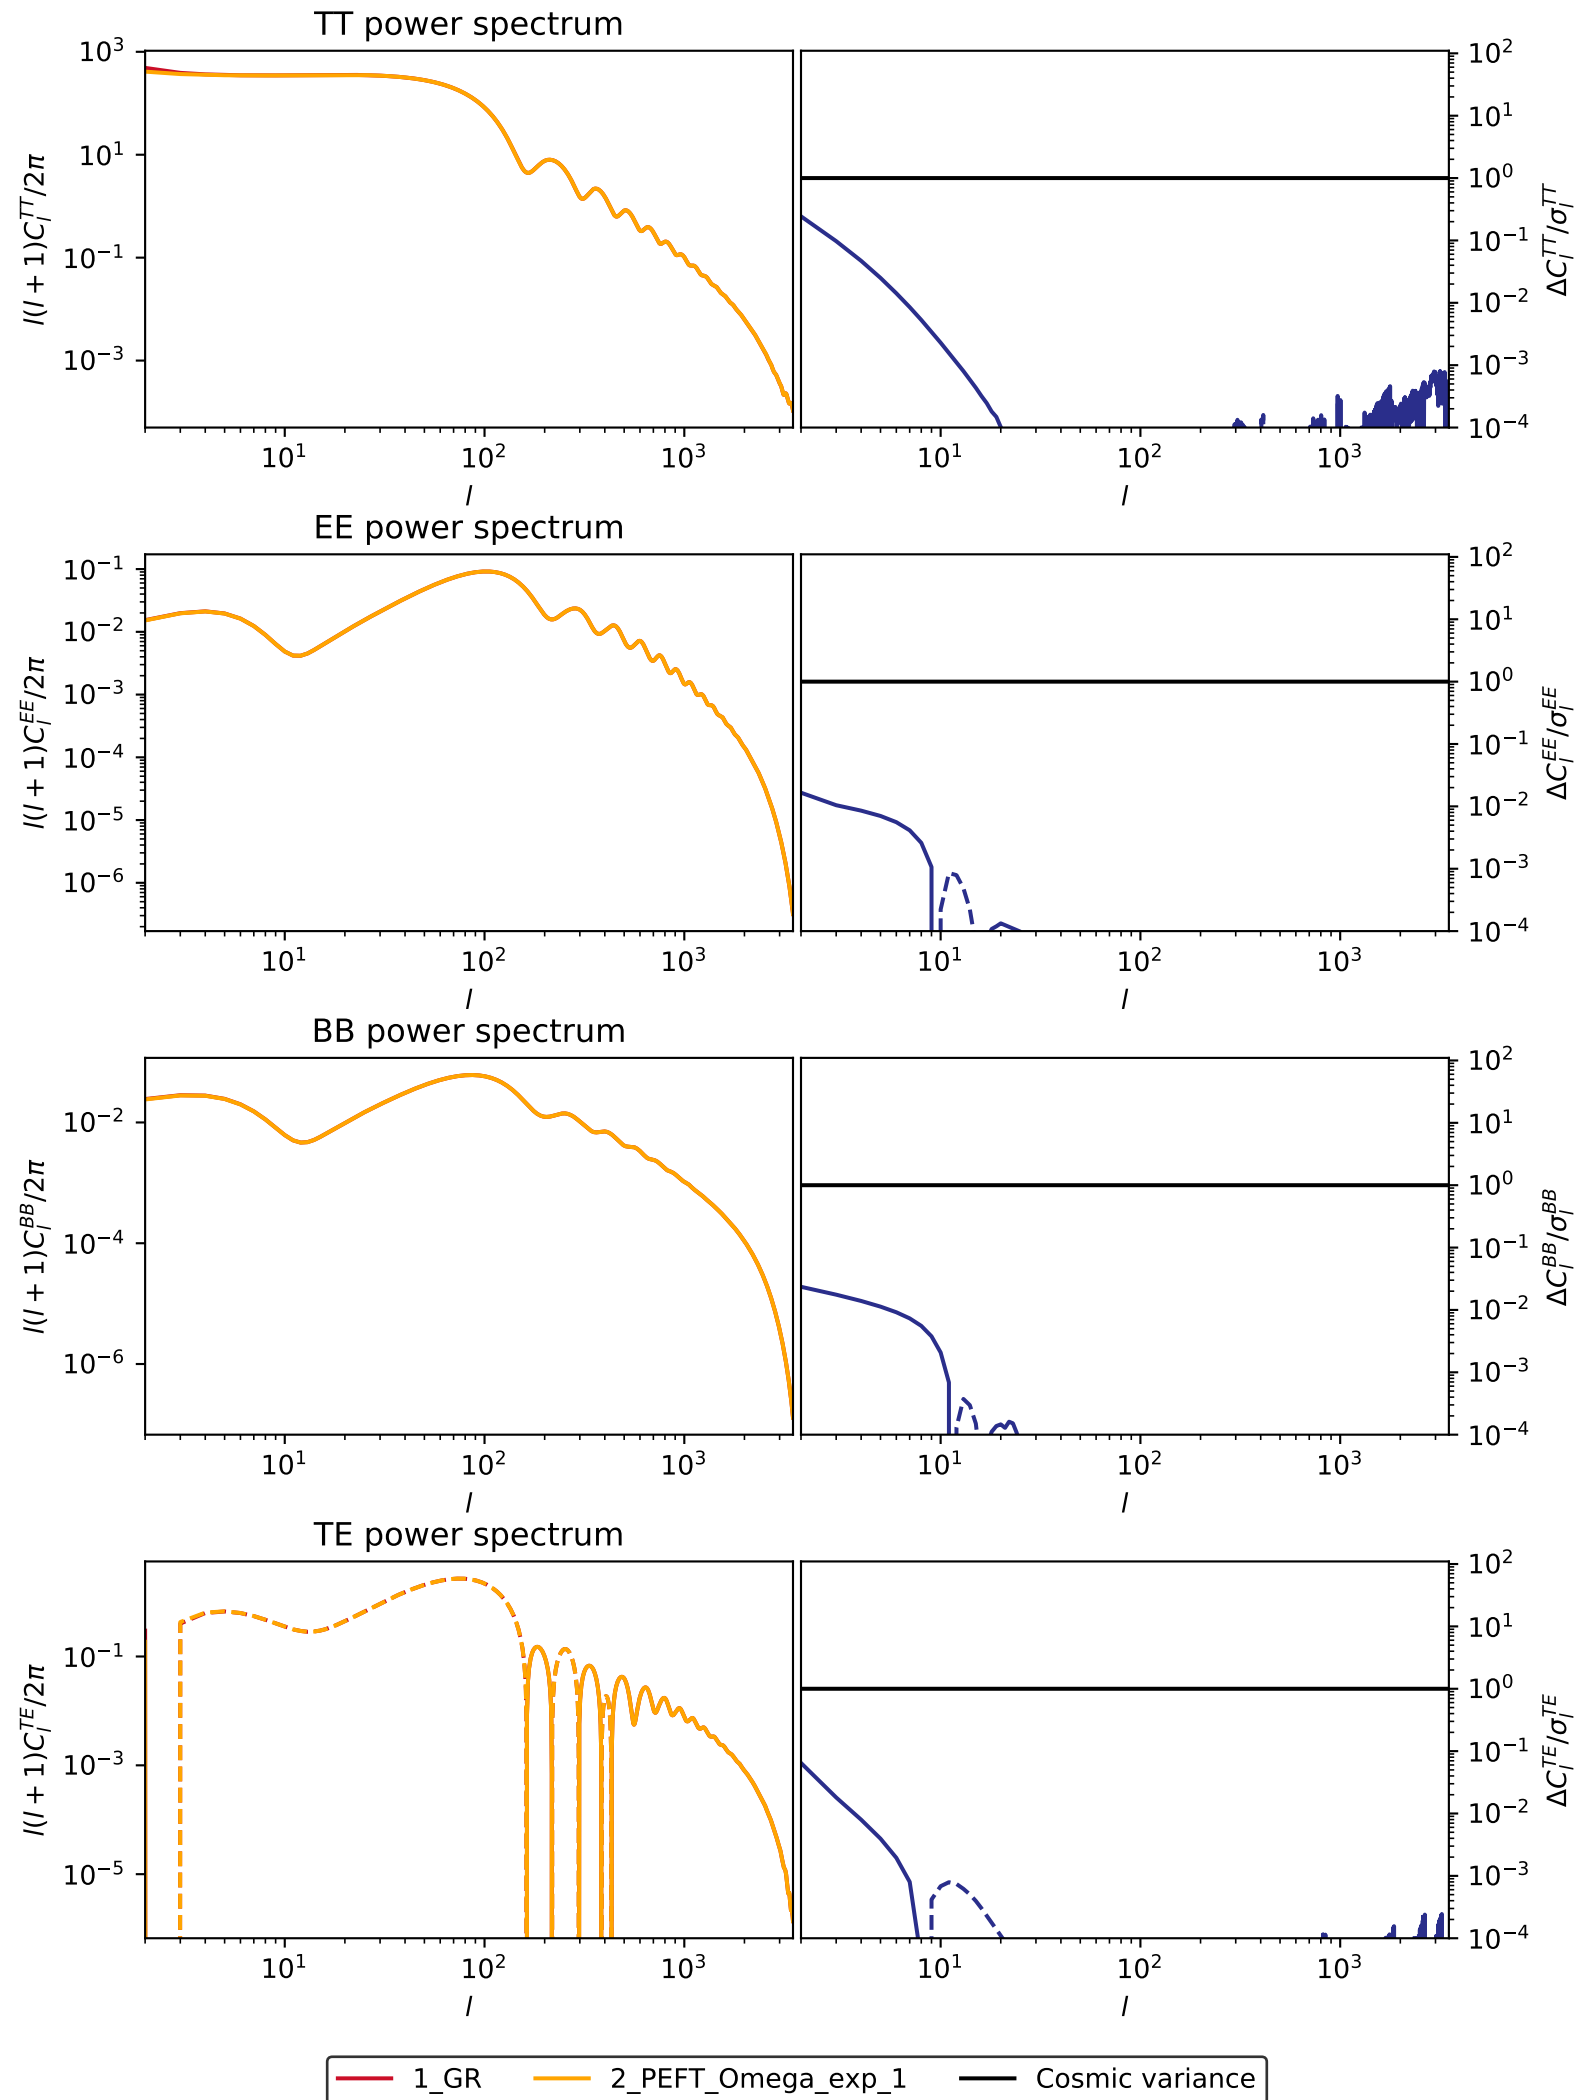 TT power spectrum
10^3
10^1
10^-1
10^-3
l(l + 1)C_l^TT/2π
10^1 10^2 10^3
l
10^2
10^1
10^0
10^-1
10^-2
10^-3
10^-4
ΔC_l^TT/σ_l^TT
10^1 10^2 10^3
l
EE power spectrum
10^-1
10^-2
10^-3
10^-4
10^-5
10^-6
l(l + 1)C_l^EE/2π
10^1 10^2 10^3
l
10^2
10^1
10^0
10^-1
10^-2
10^-3
10^-4
ΔC_l^EE/σ_l^EE
10^1 10^2 10^3
l
BB power spectrum
10^-2
10^-4
10^-6
l(l + 1)C_l^BB/2π
10^1 10^2 10^3
l
10^2
10^1
10^0
10^-1
10^-2
10^-3
10^-4
ΔC_l^BB/σ_l^BB
10^1 10^2 10^3
l
TE power spectrum
10^-1
10^-3
10^-5
l(l + 1)C_l^TE/2π
10^1 10^2 10^3
l
10^2
10^1
10^0
10^-1
10^-2
10^-3
10^-4
ΔC_l^TE/σ_l^TE
10^1 10^2 10^3
l
1_GR 2_PEFT_Omega_exp_1 Cosmic variance